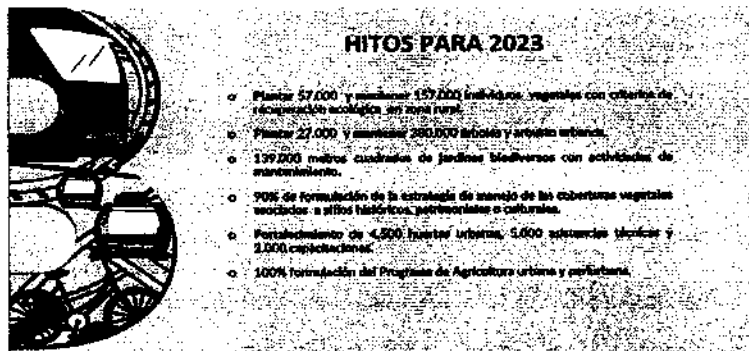 HITOS PARA 2023
o Plantar 57.000 y mantener 157.000 individuos vegetales con criterios de
recuperación ecológica en zona rural.
o Plantar 27.000 y mantener 280.000 árboles y arbusto urbanos.
o 139.000 metros cuadrados de jardines biodiversos con actividades de
mantenimiento.
o 90% de formulación de la estrategia de manejo de las coberturas vegetales
asociados a sitios históricos, patrimoniales o culturales.
o Fortalecimiento de 4.500 huertas urbanas, 5.000 asistencias técnicas y
2.000 capacitaciones.
o 100% formulación del Programa de Agricultura urbana y periurbana.